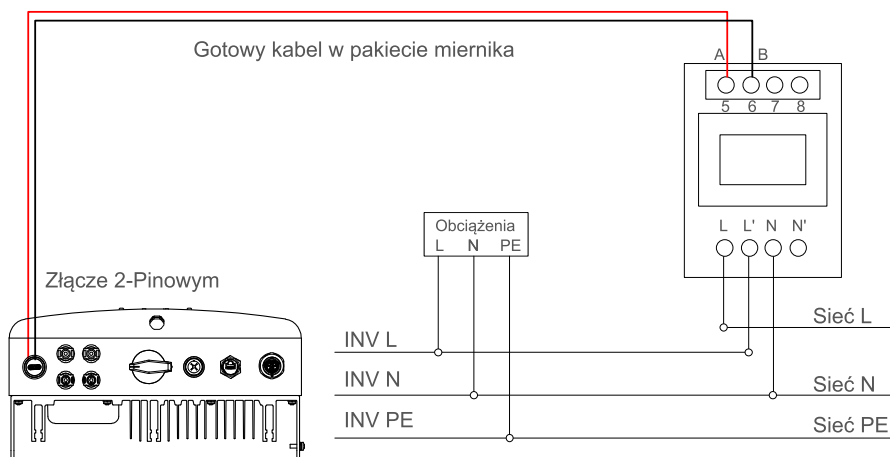 Gotowy kabel w pakiecie miernika
A B
5 6 7 8
Obciążenia
L N PE
L L' N N'
Złącze 2-Pinowym
Sieć L
INV L
INV N
Sieć N
INV PE
Sieć PE